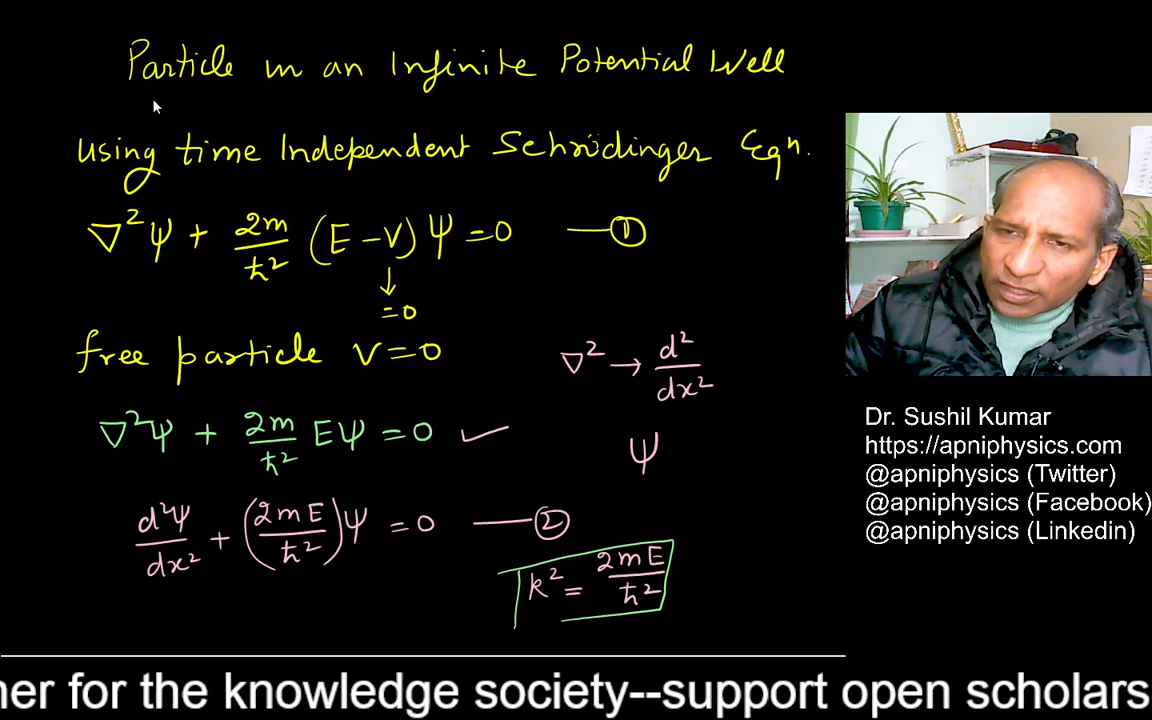 Particle in an Infinite Potential Well
using time Independent Schrödinger Eqn.
∇²ψ + 2m/ħ² (E – V) ψ = 0 — ①
↓
= 0
free particle V = 0
∇² → d²/dx²
∇²ψ + 2m/ħ² Eψ = 0 ✓
ψ
d²ψ/dx² + (2mE/ħ²)ψ = 0 — ②
k² = 2mE/ħ²
Dr. Sushil Kumar
https://apniphysics.com
@apniphysics (Twitter)
@apniphysics (Facebook)
@apniphysics (Linkedin)
her for the knowledge society--support open scholars